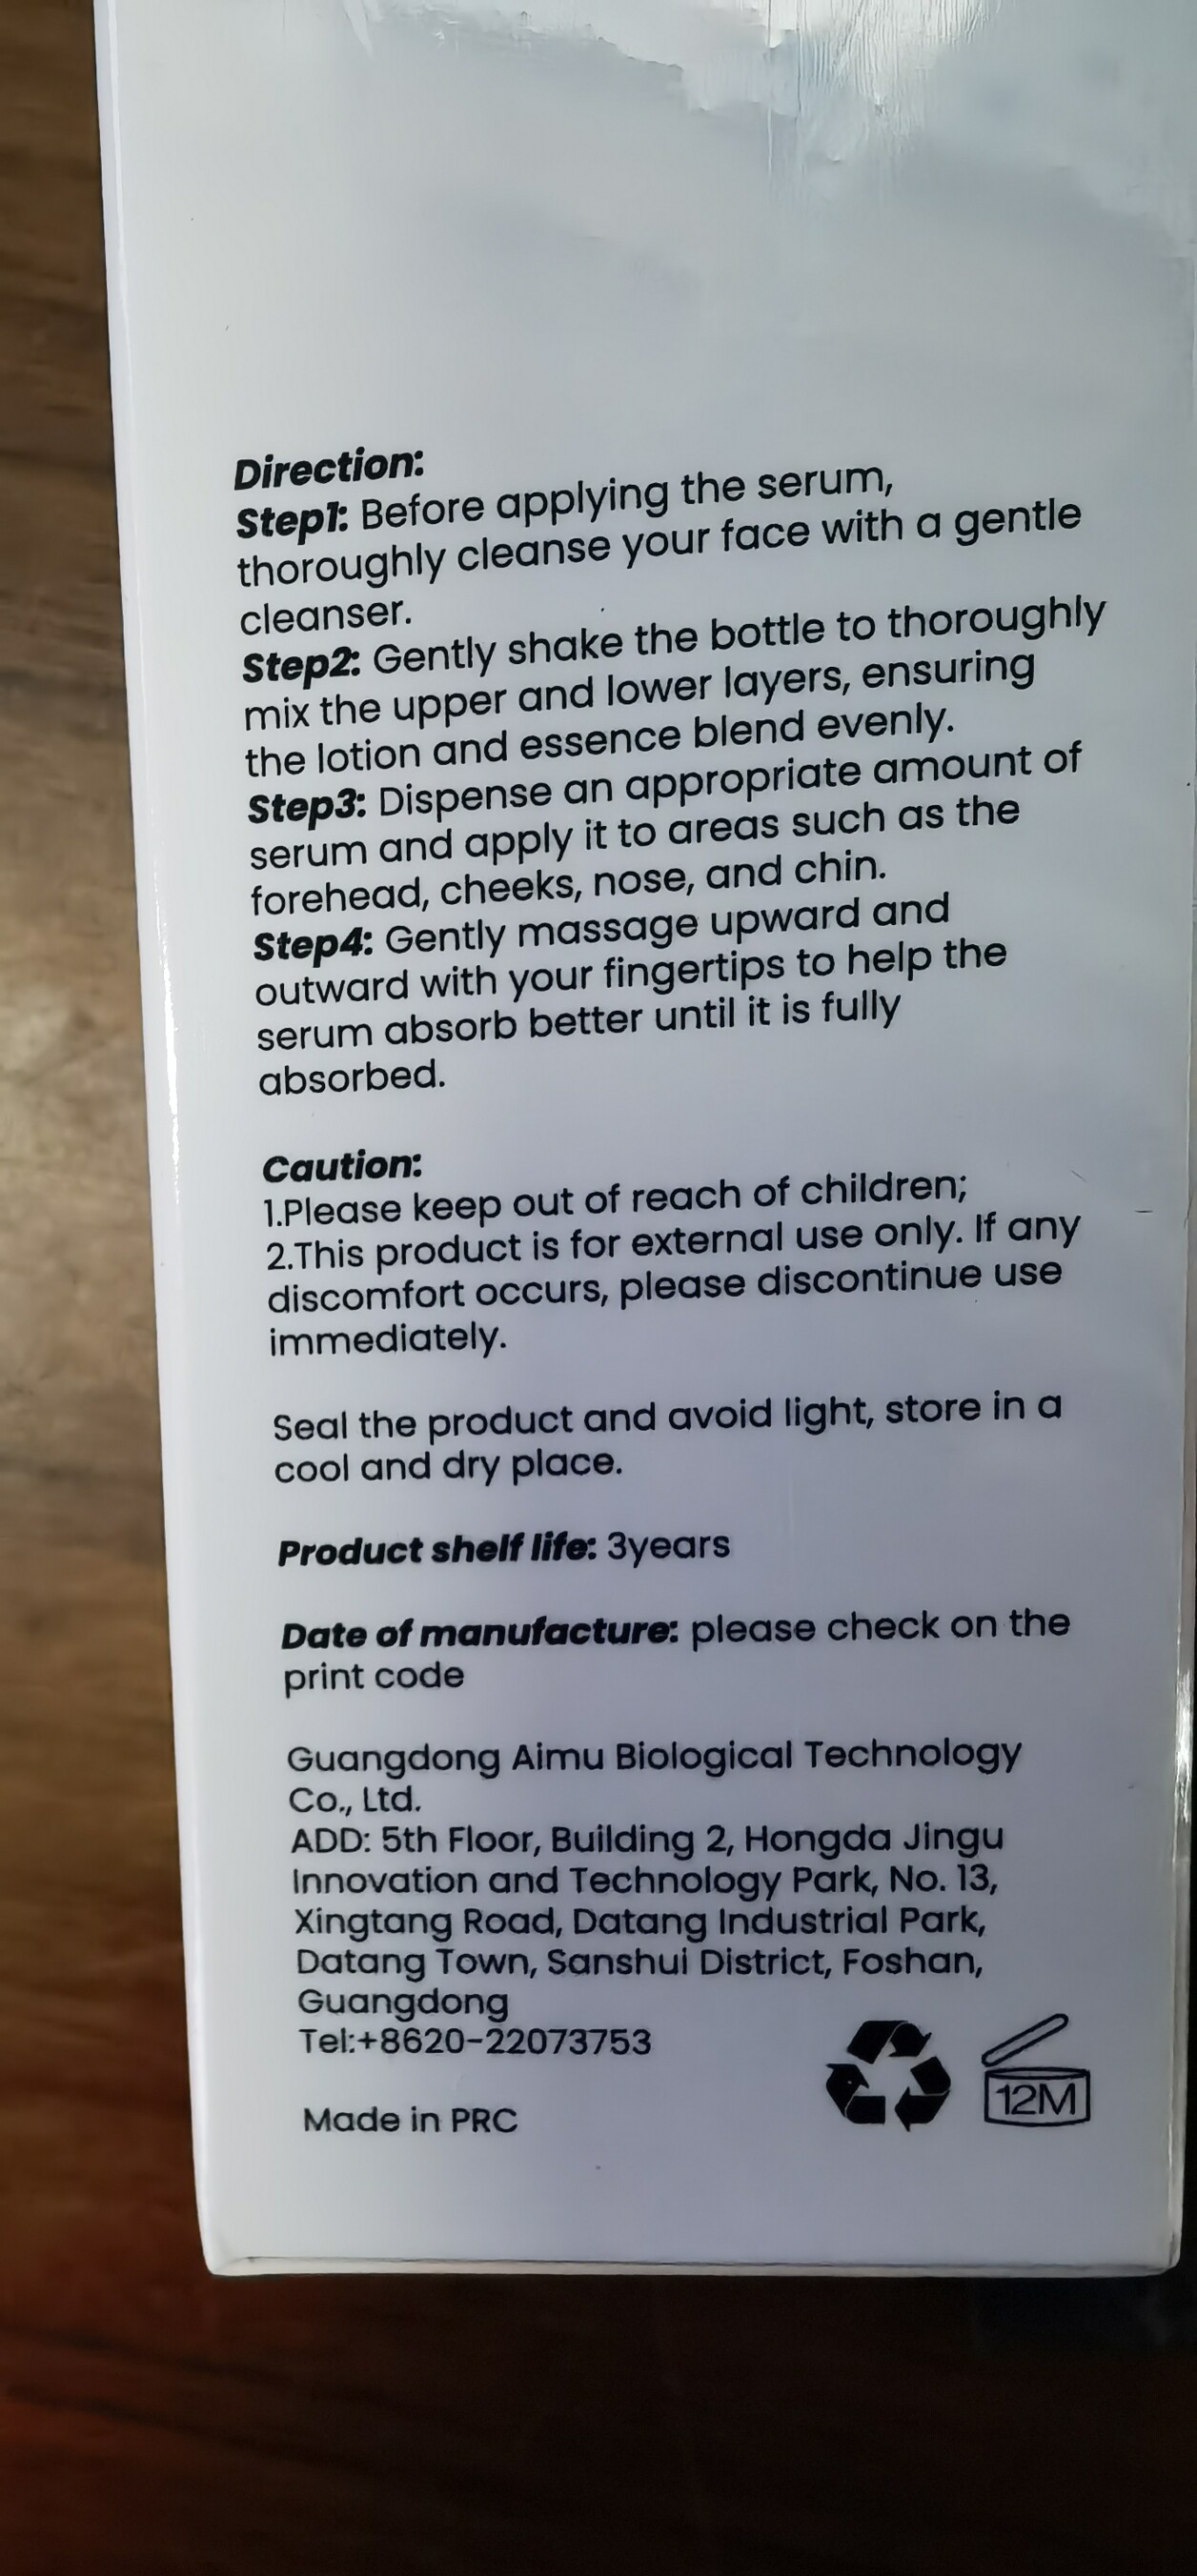 Direction:
Step1: Before applying the serum,
thoroughly cleanse your face with a gentle
cleanser.
Step2: Gently shake the bottle to thoroughly
mix the upper and lower layers, ensuring
the lotion and essence blend evenly.
Step3: Dispense an appropriate amount of
serum and apply it to areas such as the
forehead, cheeks, nose, and chin.
Step4: Gently massage upward and
outward with your fingertips to help the
serum absorb better until it is fully
absorbed.
Caution:
1.Please keep out of reach of children;
2.This product is for external use only. If any
discomfort occurs, please discontinue use
immediately.
Seal the product and avoid light, store in a
cool and dry place.
Product shelf life: 3years
Date of manufacture: please check on the
print code
Guangdong Aimu Biological Technology
Co., Ltd.
ADD: 5th Floor, Building 2, Hongda Jingu
Innovation and Technology Park, No. 13,
Xingtang Road, Datang Industrial Park,
Datang Town, Sanshui District, Foshan,
Guangdong
Tel:+8620-22073753
Made in PRC
12M